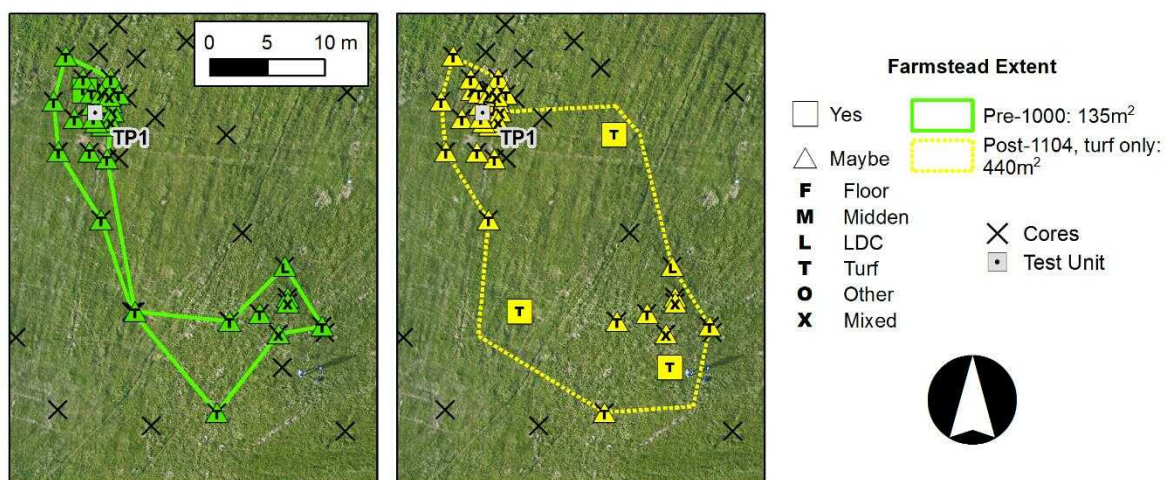 0 5 10 m
TP1
TP1
T
T
T
L
Farmstead Extent
Yes
Maybe
F Floor
M Midden
L LDC
T Turf
O Other
X Mixed
Pre-1000: 135m²
Post-1104, turf only:
440m²
Cores
Test Unit